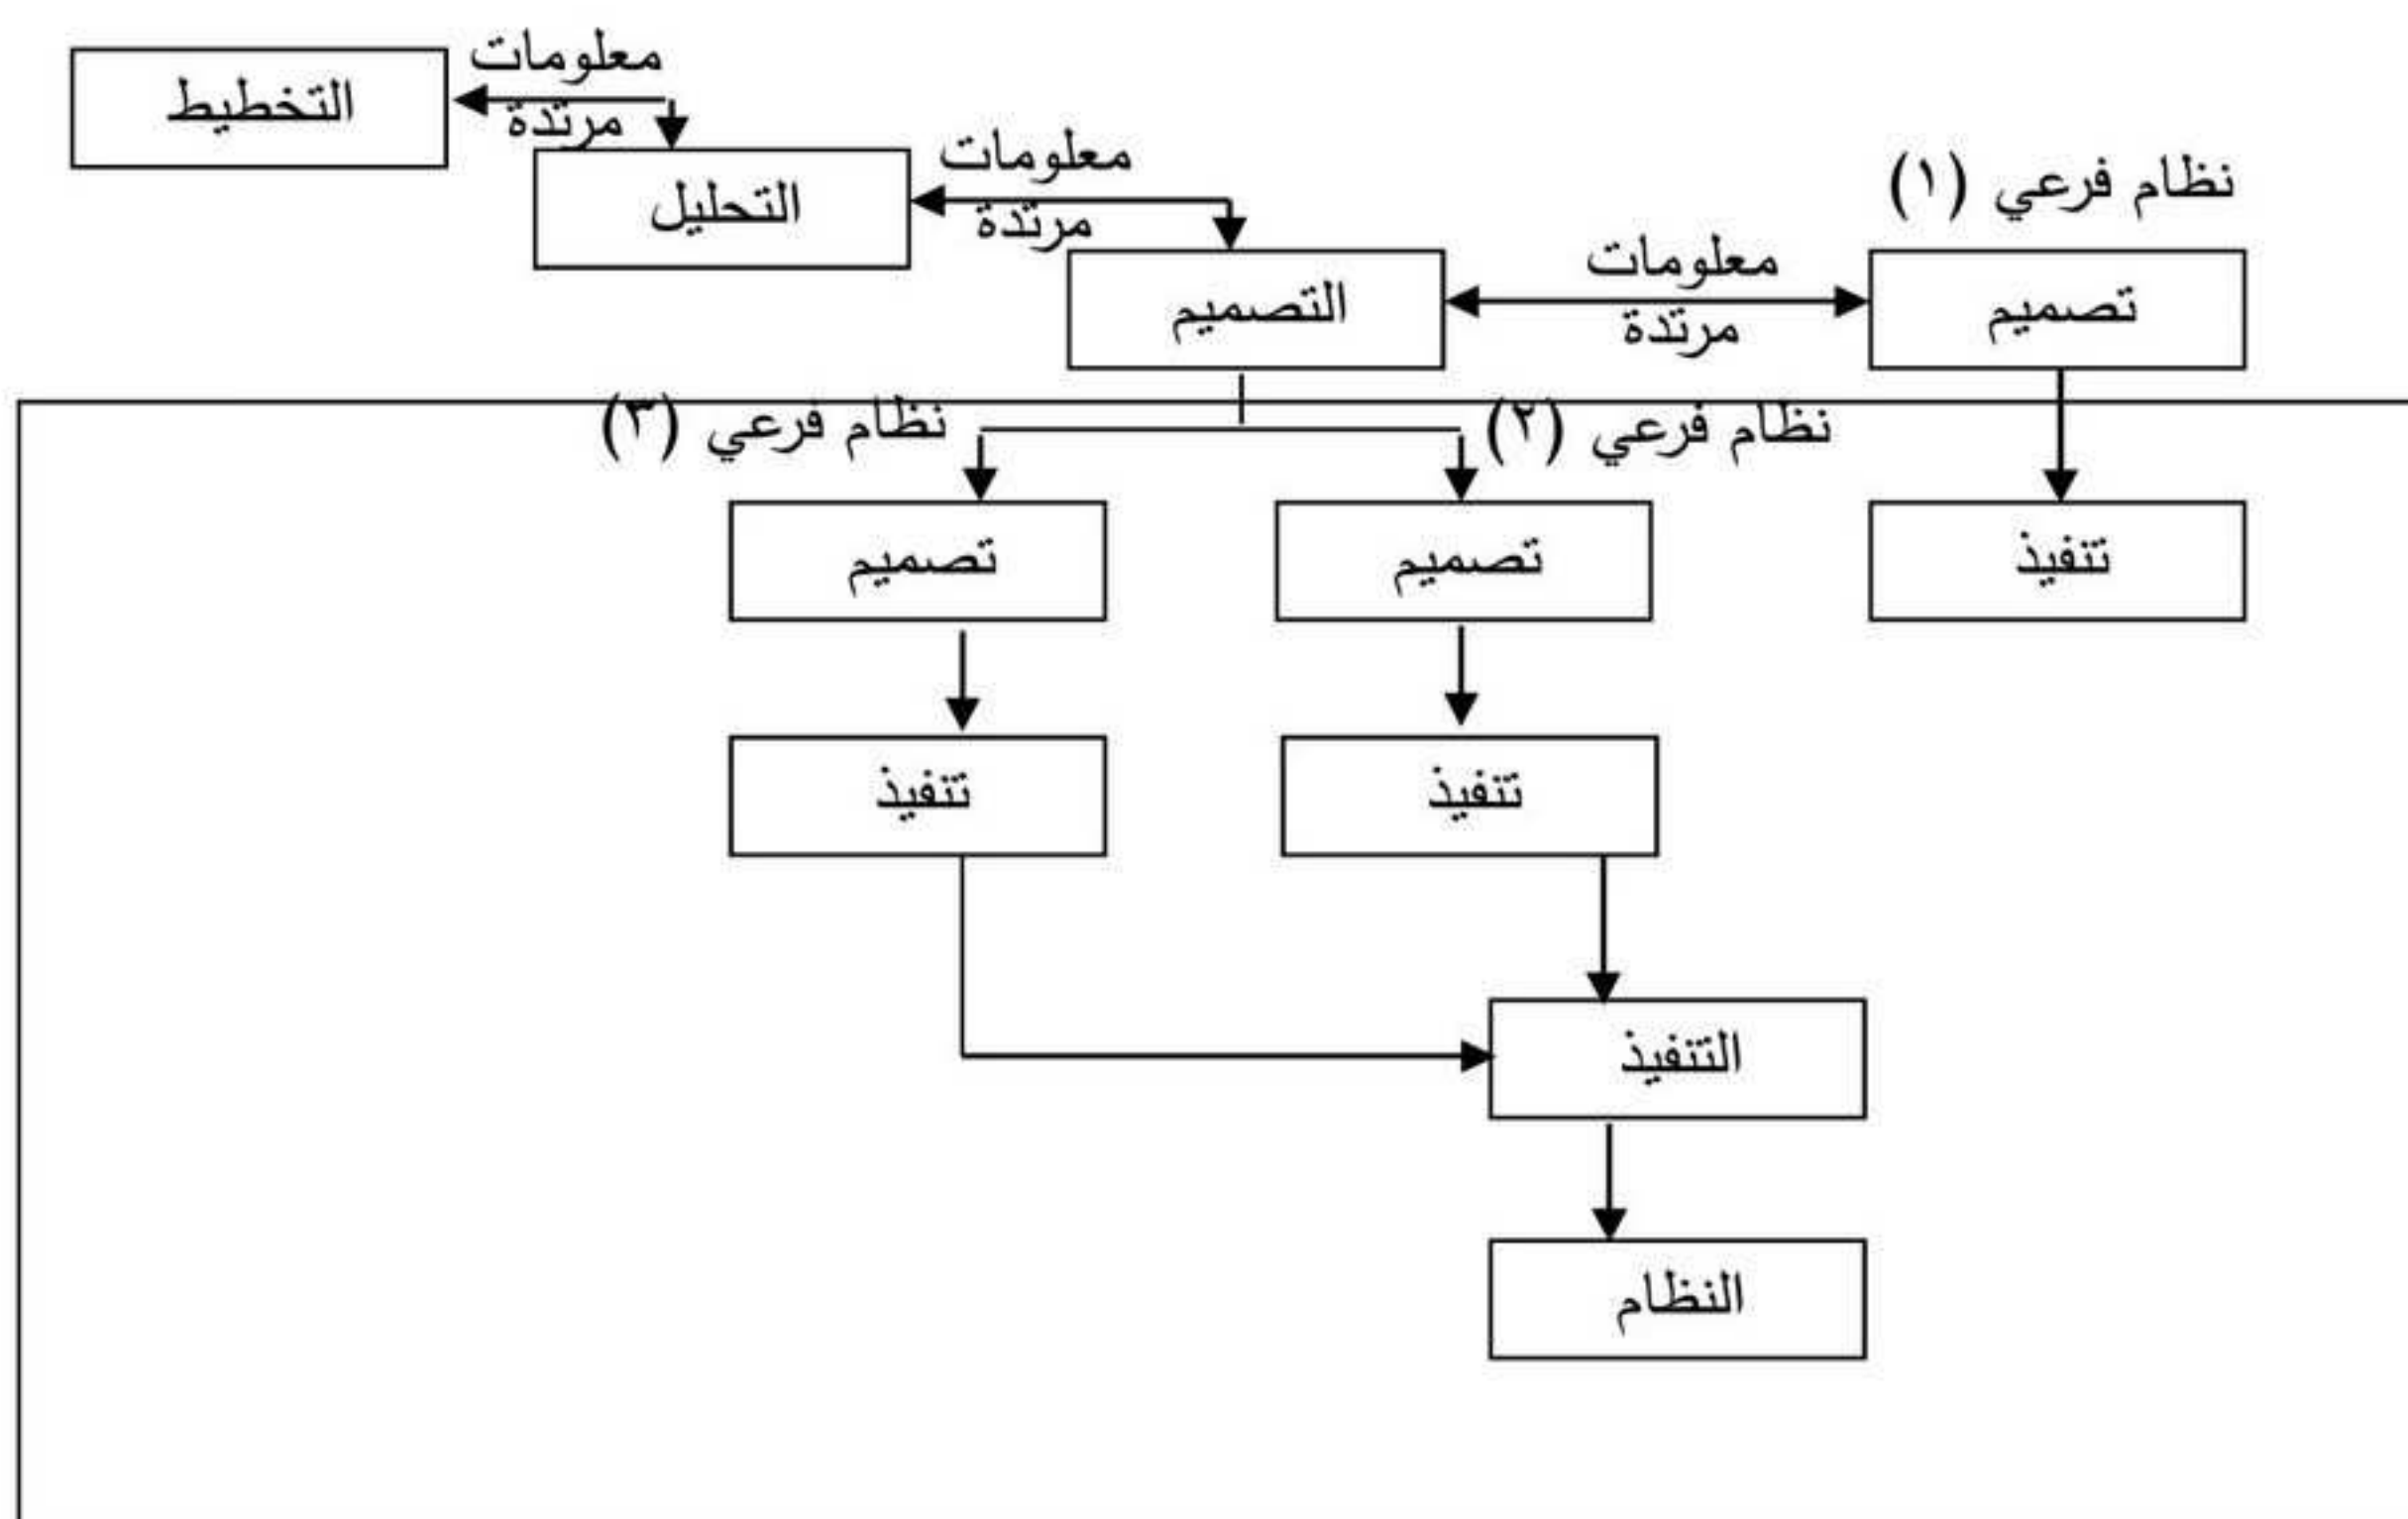 معلومات
التخطيط
مرتدة
معلومات
التحليل
مرتدة
نظام فرعي (١)
معلومات
التصميم
تصميم
مرتدة
نظام فرعي (٢)
نظام فرعي (٣)
تنفيذ
تصميم
تصميم
تنفيذ
تنفيذ
التنفيذ
النظام